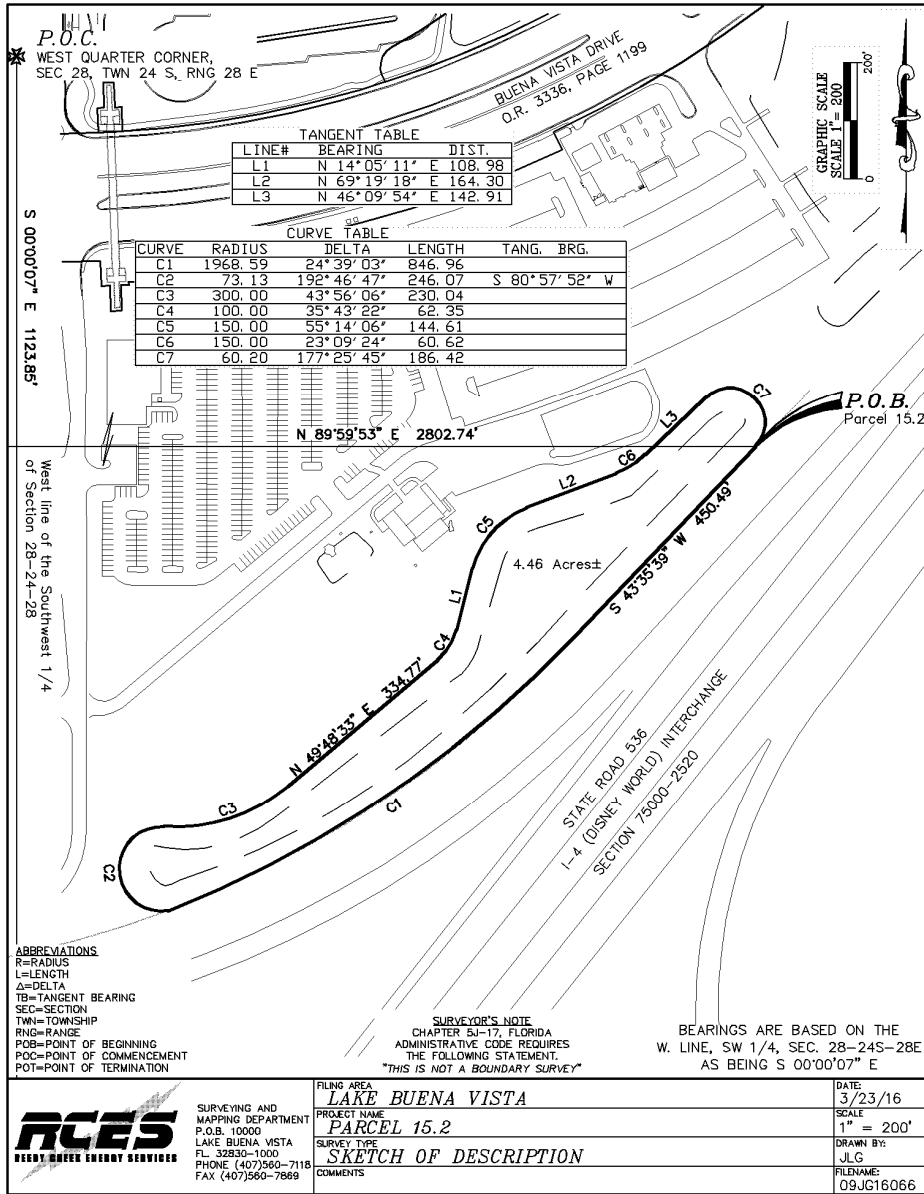 P.O.C.
WEST QUARTER CORNER,
SEC 28, TWN 24 S, RNG 28 E
BUENA VISTA DRIVE
O.R. 3336, PAGE 1199
GRAPHIC SCALE
SCALE 1" = 200
0
200'
TANGENT TABLE
LINE# BEARING DIST.
L1 N 14°05'11" E 108.98
L2 N 69°19'18" E 164.30
L3 N 46°09'54" E 142.91
CURVE TABLE
CURVE RADIUS DELTA LENGTH TANG. BRG.
C1 1968.59 24°39'03" 846.96
C2 73.13 192°46'47" 246.07 S 80°57'52" W
C3 300.00 43°56'06" 230.04
C4 100.00 35°43'22" 62.35
C5 150.00 55°14'06" 144.61
C6 150.00 23°09'24" 60.62
C7 60.20 177°25'45" 186.42
S 00°00'07" E 1123.85'
N 89°59'53" E 2802.74'
P.O.B.
Parcel 15.2
C7
L3
C6
L2
C5
West line of the Southwest 1/4
of Section 28-24-28
4.46 Acres±
S 43°35'39" W 450.49'
L1
C4
N 49°48'33" E 334.77'
C3
C1
C2
STATE ROAD 536
I-4 (DISNEY WORLD) INTERCHANGE
SECTION 75000-2520
ABBREVIATIONS
R=RADIUS
L=LENGTH
Δ=DELTA
TB=TANGENT BEARING
SEC=SECTION
TWN=TOWNSHIP
RNG=RANGE
POB=POINT OF BEGINNING
POC=POINT OF COMMENCEMENT
POT=POINT OF TERMINATION
SURVEYOR'S NOTE
CHAPTER 5J-17, FLORIDA
ADMINISTRATIVE CODE REQUIRES
THE FOLLOWING STATEMENT.
"THIS IS NOT A BOUNDARY SURVEY"
BEARINGS ARE BASED ON THE
W. LINE, SW 1/4, SEC. 28-24S-28E
AS BEING S 00°00'07" E
RCES
REEDY CREEK ENERGY SERVICES
SURVEYING AND
MAPPING DEPARTMENT
P.O.B. 10000
LAKE BUENA VISTA
FL. 32830-1000
PHONE (407)560-7118
FAX (407)560-7869
FILING AREA
LAKE BUENA VISTA
PROJECT NAME
PARCEL 15.2
SURVEY TYPE
SKETCH OF DESCRIPTION
COMMENTS
DATE:
3/23/16
SCALE
1" = 200'
DRAWN BY:
JLG
FILENAME:
09JG16066